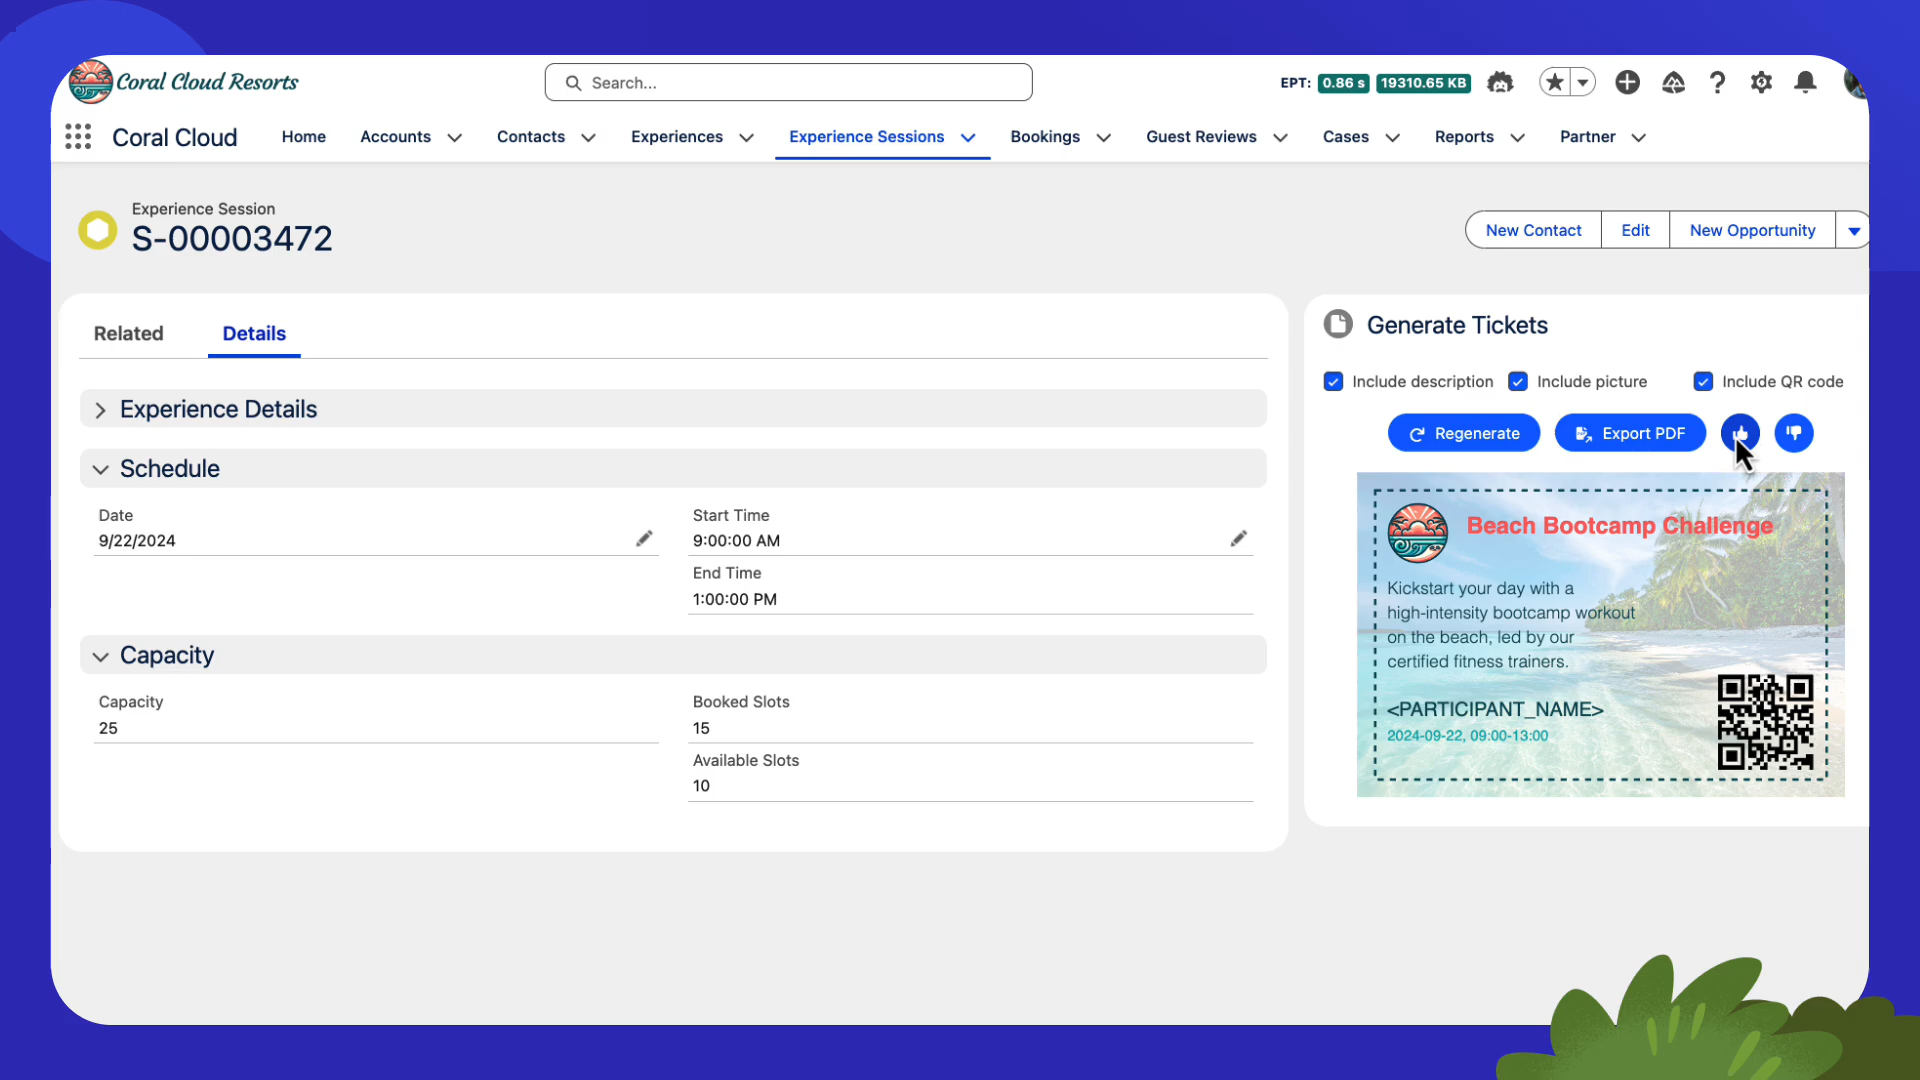 Coral Cloud Resorts
Search...
EPT: 0.86 s 19310.65 KB
Coral Cloud
Home
Accounts
Contacts
Experiences
Experience Sessions
Bookings
Guest Reviews
Cases
Reports
Partner
Experience Session
S-00003472
New Contact
Edit
New Opportunity
Related
Details
Experience Details
Schedule
Date
9/22/2024
Start Time
9:00:00 AM
End Time
1:00:00 PM
Capacity
Capacity
25
Booked Slots
15
Available Slots
10
Generate Tickets
Include description
Include picture
Include QR code
Regenerate
Export PDF
Beach Bootcamp Challenge
Kickstart your day with a
high-intensity bootcamp workout
on the beach, led by our
certified fitness trainers.
<PARTICIPANT_NAME>
2024-09-22, 09:00-13:00